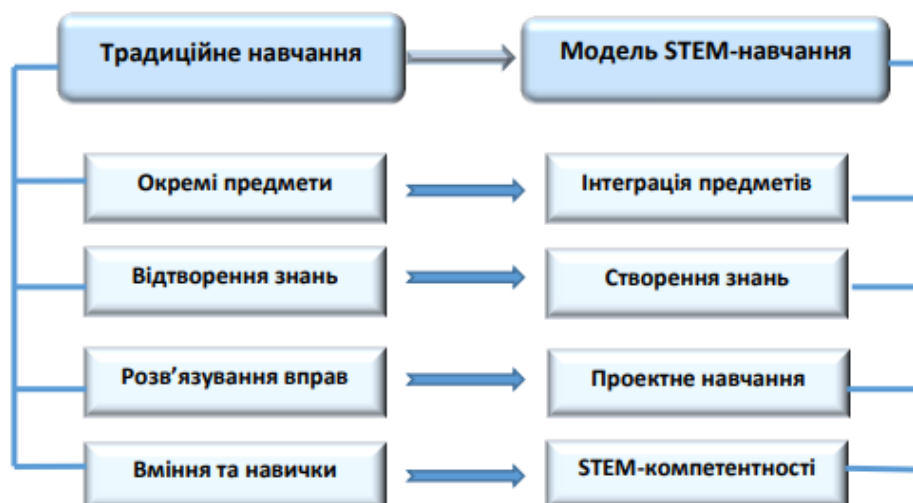 Традиційне навчання
Модель STEM-навчання
Окремі предмети
Інтеграція предметів
Відтворення знань
Створення знань
Розв’язування вправ
Проектне навчання
Вміння та навички
STEM-компетентності